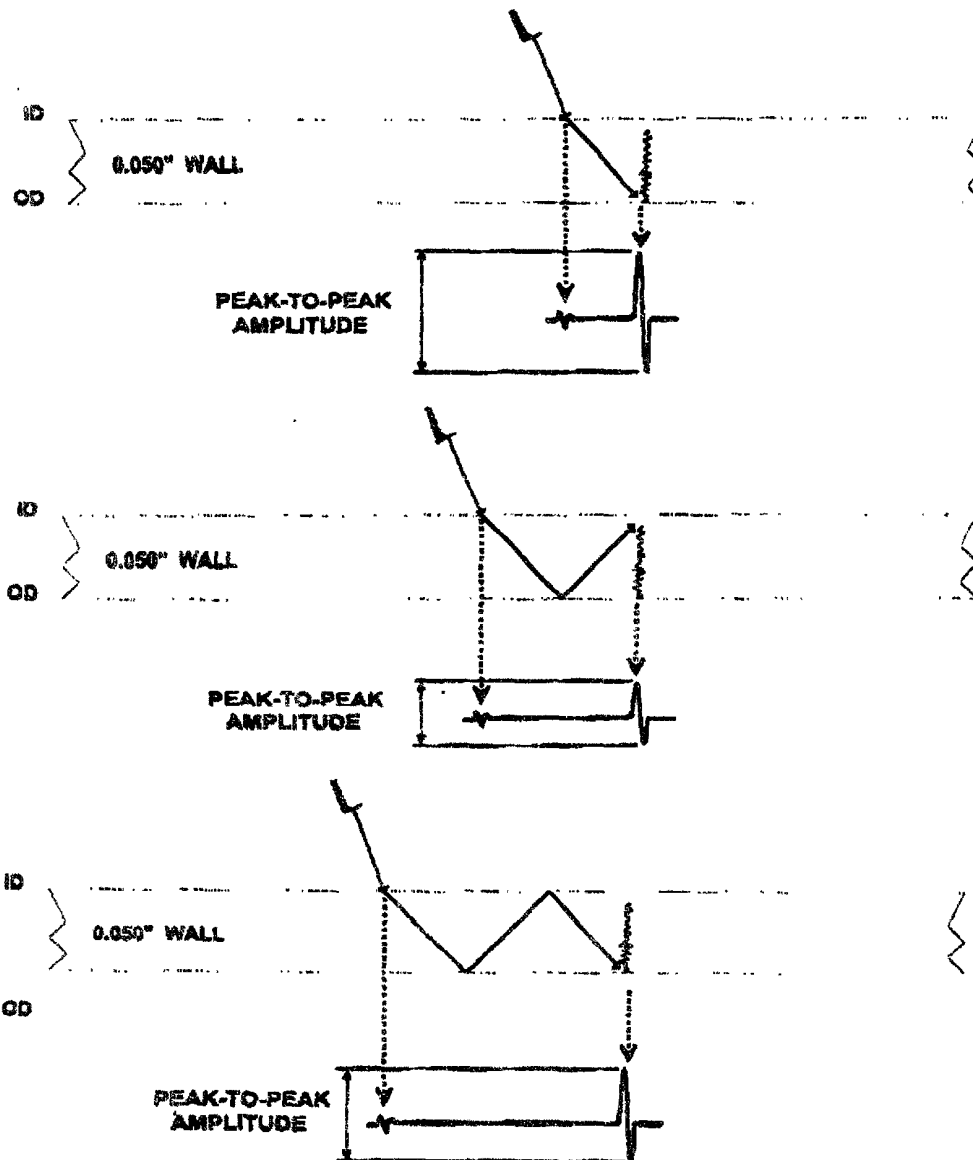 ID
0.050" WALL
OD
PEAK-TO-PEAK
AMPLITUDE
ID
0.050" WALL
OD
PEAK-TO-PEAK
AMPLITUDE
ID
0.050" WALL
OD
PEAK-TO-PEAK
AMPLITUDE